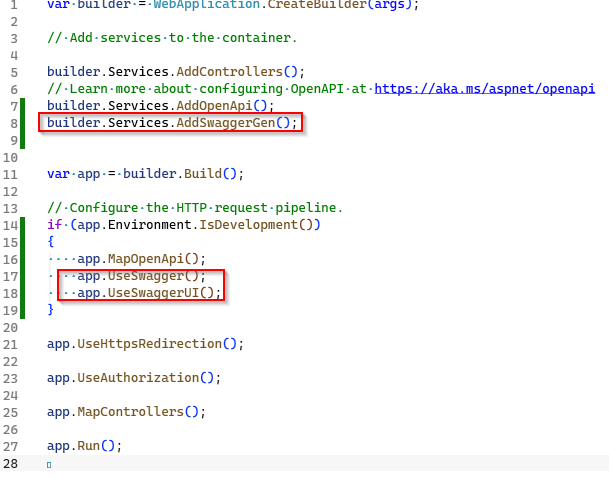 1 var builder = WebApplication.CreateBuilder(args);
2
3 // Add services to the container.
4
5 builder.Services.AddControllers();
6 // Learn more about configuring OpenAPI at https://aka.ms/aspnet/openapi
7 builder.Services.AddOpenApi();
8 builder.Services.AddSwaggerGen();
9
10
11 var app = builder.Build();
12
13 // Configure the HTTP request pipeline.
14 if (app.Environment.IsDevelopment())
15 {
16     app.MapOpenApi();
17     app.UseSwagger();
18     app.UseSwaggerUI();
19 }
20
21 app.UseHttpsRedirection();
22
23 app.UseAuthorization();
24
25 app.MapControllers();
26
27 app.Run();
28